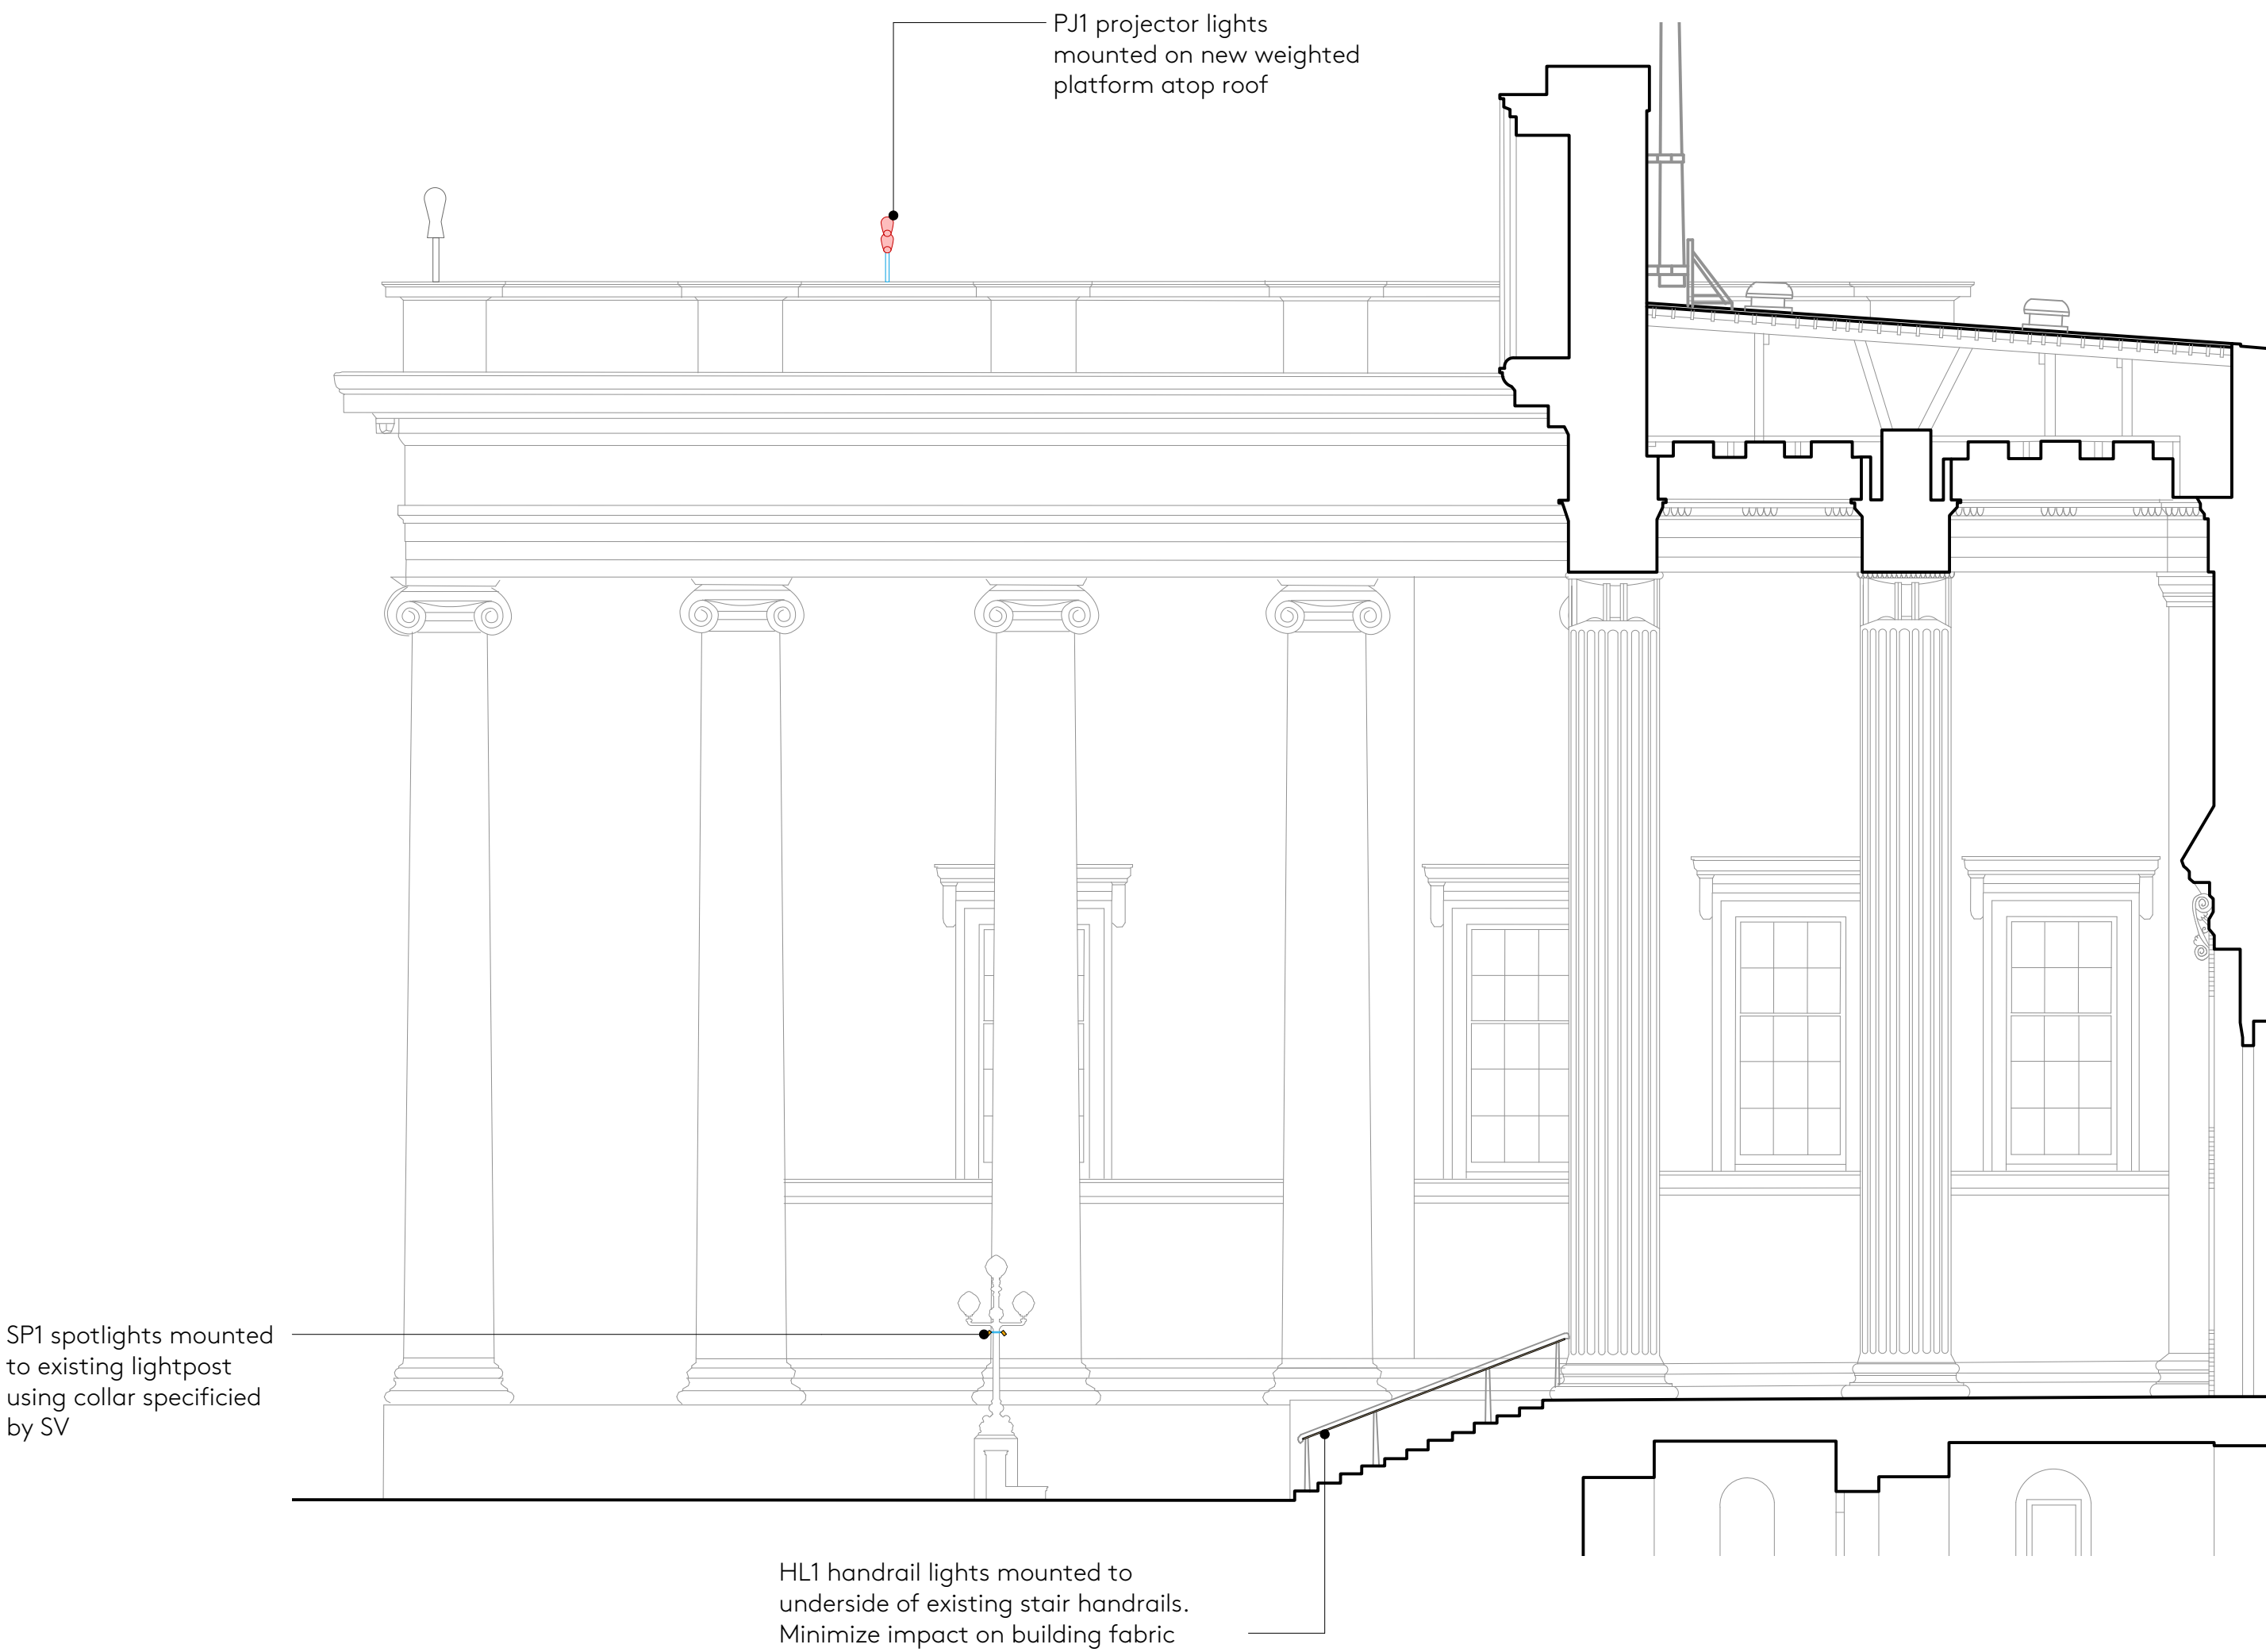 PJ1 projector lights
mounted on new weighted
platform atop roof
SP1 spotlights mounted
to existing lightpost
using collar specificied
by SV
HL1 handrail lights mounted to
underside of existing stair handrails.
Minimize impact on building fabric